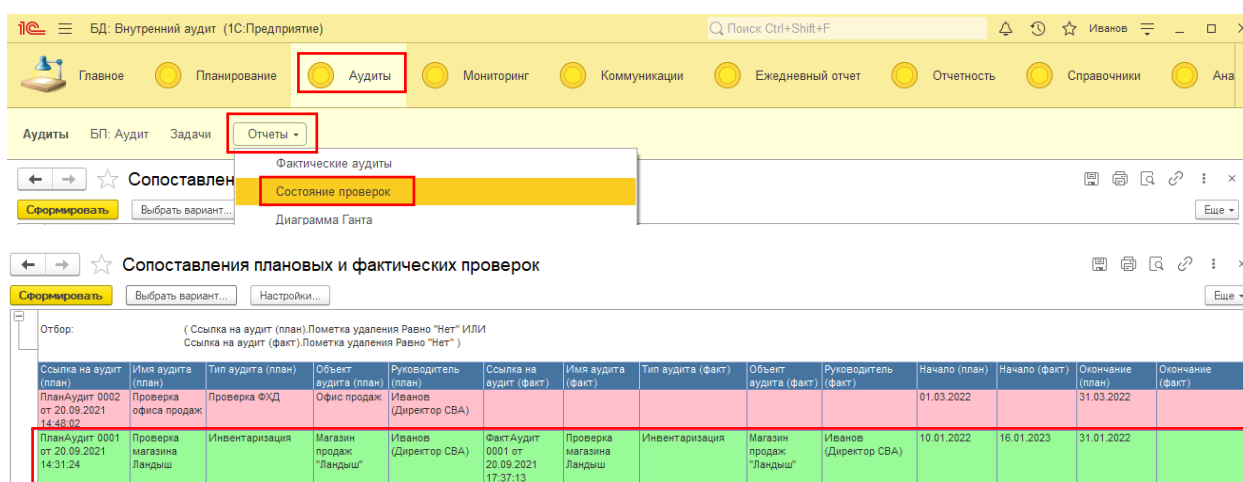 1С БД: Внутренний аудит (1С:Предприятие) Поиск Ctrl+Shift+F Иванов
Главное Планирование Аудиты Мониторинг Коммуникации Ежедневный отчет Отчетность Справочники Ана
Аудиты БП: Аудит Задачи Отчеты
Фактические аудиты
Сопоставлен
Состояние проверок
Сформировать Выбрать вариант... Еще
Диаграмма Ганта
Сопоставления плановых и фактических проверок
Сформировать Выбрать вариант... Настройки... Еще
Отбор: ( Ссылка на аудит (план).Пометка удаления Равно "Нет" ИЛИ
Ссылка на аудит (факт).Пометка удаления Равно "Нет" )
Ссылка на аудит Имя аудита Тип аудита (план) Объект Руководитель Ссылка на Имя аудита Тип аудита (факт) Объект Руководитель Начало (план) Начало (факт) Окончание Окончание
(план) (план) аудита (план) (план) аудит (факт) (факт) аудита (факт) (факт) (план) (факт)
ПланАудит 0002 Проверка Проверка ФХД Офис продаж Иванов 01.03.2022 31.03.2022
от 20.09.2021 офиса продаж (Директор СВА)
14:48:02
ПланАудит 0001 Проверка Инвентаризация Магазин Иванов ФактАудит Проверка Инвентаризация Магазин Иванов 10.01.2022 16.01.2023 31.01.2022
от 20.09.2021 магазина продаж (Директор СВА) 0001 от магазина продаж (Директор СВА)
14:31:24 Ландыш "Ландыш" 20.09.2021 Ландыш "Ландыш"
17:37:13